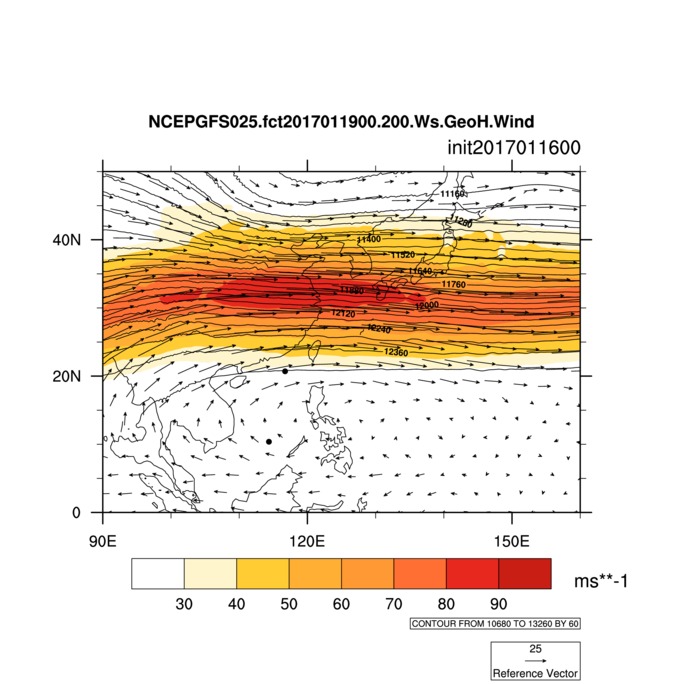 NCEPGFS025.fct2017011900.200.Ws.GeoH.Wind
init2017011600
11160
11280
40N
11400
11520
11640
11760
11880
12000
12120
12240
12360
20N
0
90E 120E 150E
ms**-1
30 40 50 60 70 80 90
CONTOUR FROM 10680 TO 13260 BY 60
25
Reference Vector